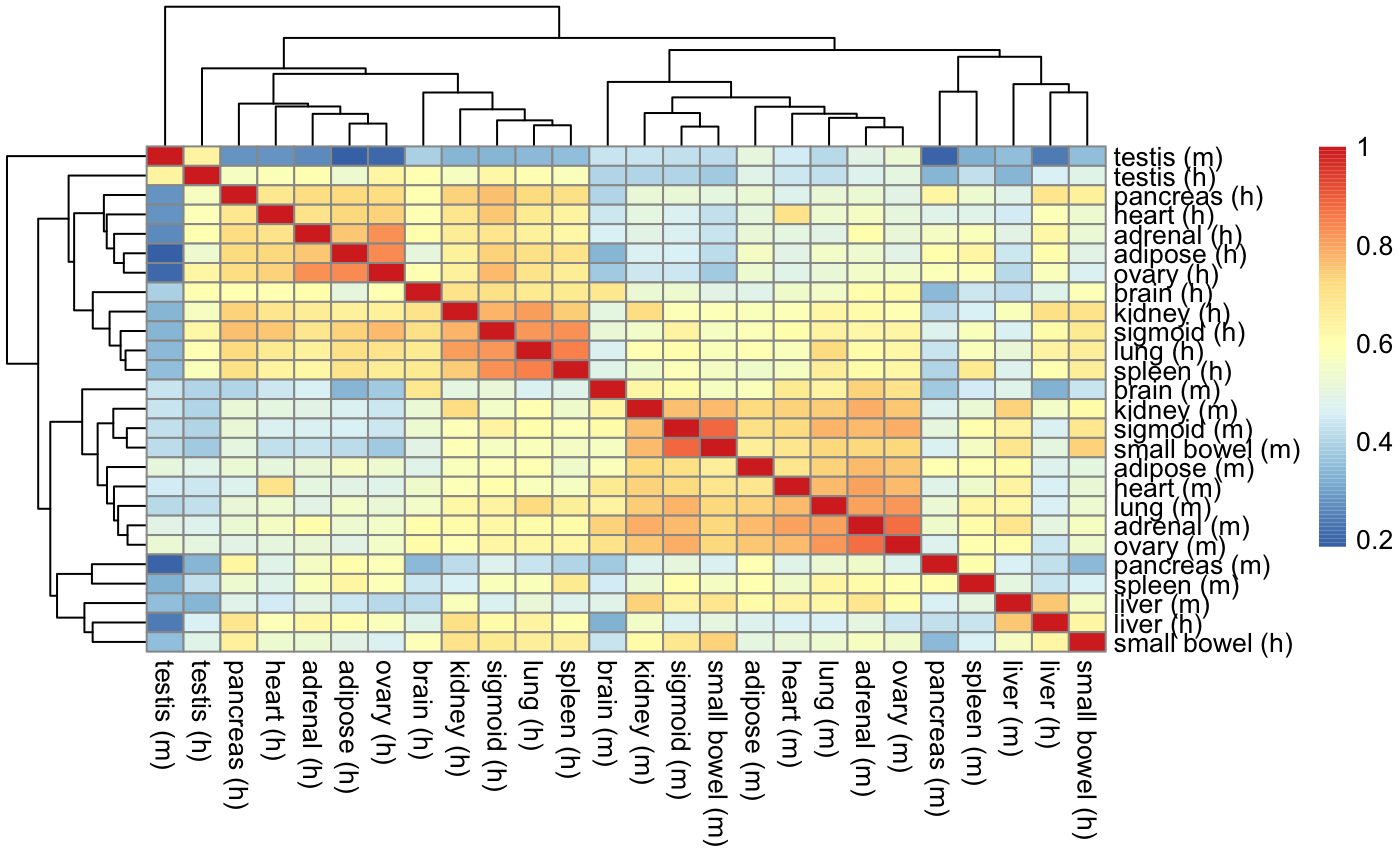 testis (m)
testis (h)
pancreas (h)
heart (h)
adrenal (h)
adipose (h)
ovary (h)
brain (h)
kidney (h)
sigmoid (h)
lung (h)
spleen (h)
brain (m)
kidney (m)
sigmoid (m)
small bowel (m)
adipose (m)
heart (m)
lung (m)
adrenal (m)
ovary (m)
pancreas (m)
spleen (m)
liver (m)
liver (h)
small bowel (h)
1
0.8
0.6
0.4
0.2
testis (m)
testis (h)
pancreas (h)
heart (h)
adrenal (h)
adipose (h)
ovary (h)
brain (h)
kidney (h)
sigmoid (h)
lung (h)
spleen (h)
brain (m)
kidney (m)
sigmoid (m)
small bowel (m)
adipose (m)
heart (m)
lung (m)
adrenal (m)
ovary (m)
pancreas (m)
spleen (m)
liver (m)
liver (h)
small bowel (h)